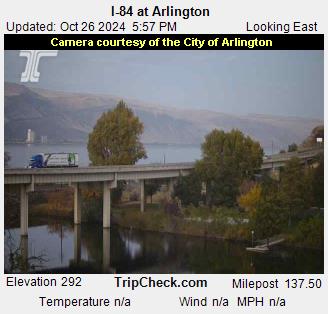 I-84 at Arlington
Updated: Oct 26 2024 5:57 PM Looking East
Camera courtesy of the City of Arlington
Elevation 292 TripCheck.com Milepost 137.50
Temperature n/a Wind n/a MPH n/a